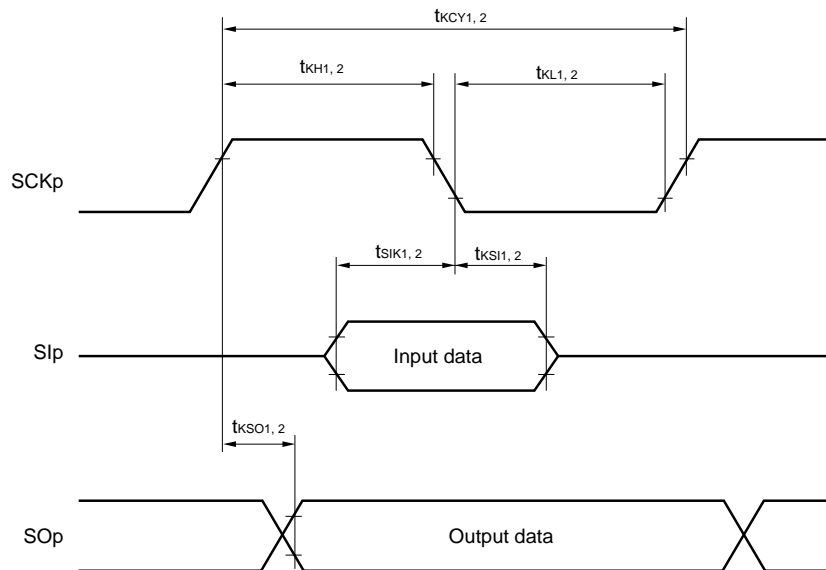 tKCY1, 2
tKH1, 2
tKL1, 2
SCKp
tSIK1, 2
tKSI1, 2
SIp
Input data
tKSO1, 2
SOp
Output data